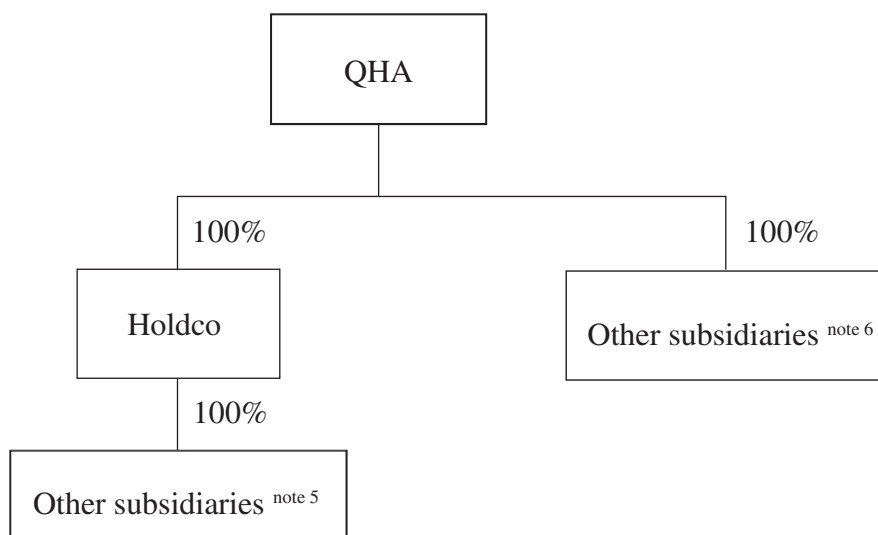 QHA
100%
100%
Holdco
Other subsidiaries note 6
100%
Other subsidiaries note 5